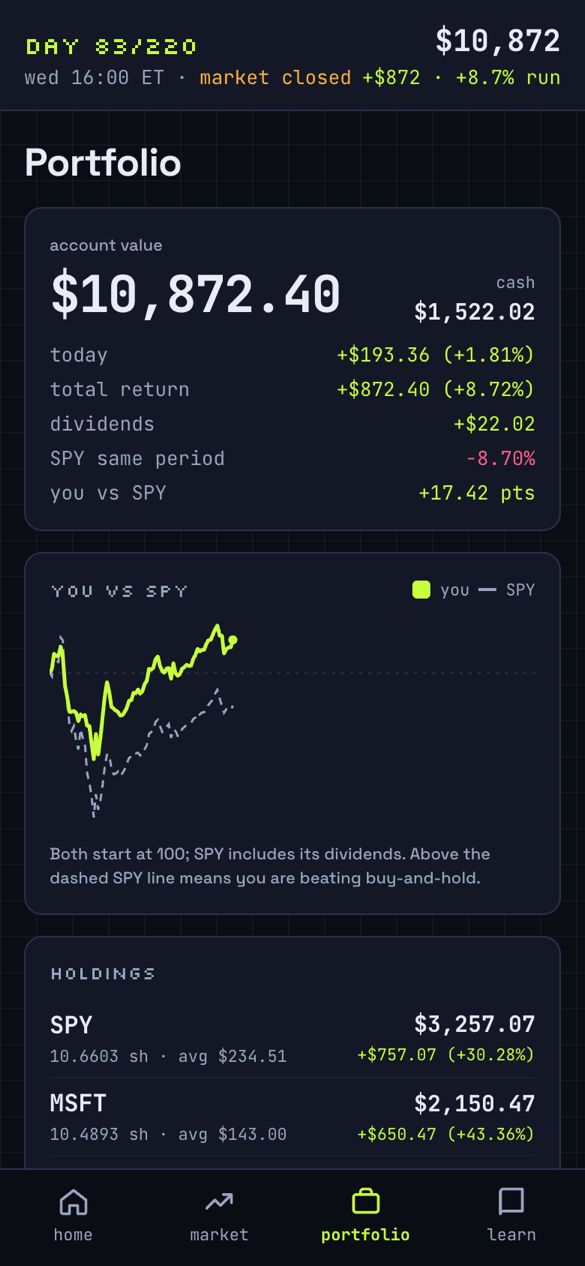 DAY 83/220
$10,872
wed 16:00 ET · market closed
+$872 · +8.7% run
Portfolio
account value
$10,872.40
cash
$1,522.02
today +$193.36 (+1.81%)
total return +$872.40 (+8.72%)
dividends +$22.02
SPY same period -8.70%
you vs SPY +17.42 pts
YOU VS SPY
you SPY
Both start at 100; SPY includes its dividends. Above the
dashed SPY line means you are beating buy-and-hold.
HOLDINGS
SPY $3,257.07
10.6603 sh · avg $234.51 +$757.07 (+30.28%)
MSFT $2,150.47
10.4893 sh · avg $143.00 +$650.47 (+43.36%)
home market portfolio learn